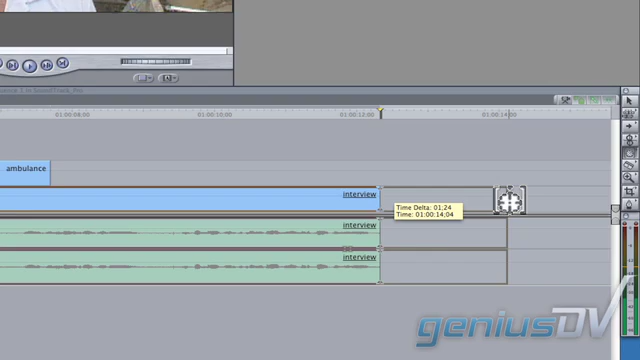 01:00:08:00
01:00:10:00
01:00:12:00
01:00:14:00
ambulance
interview
Time Delta: 01;24
Time: 01:00:14;04
interview
interview
geniusDV